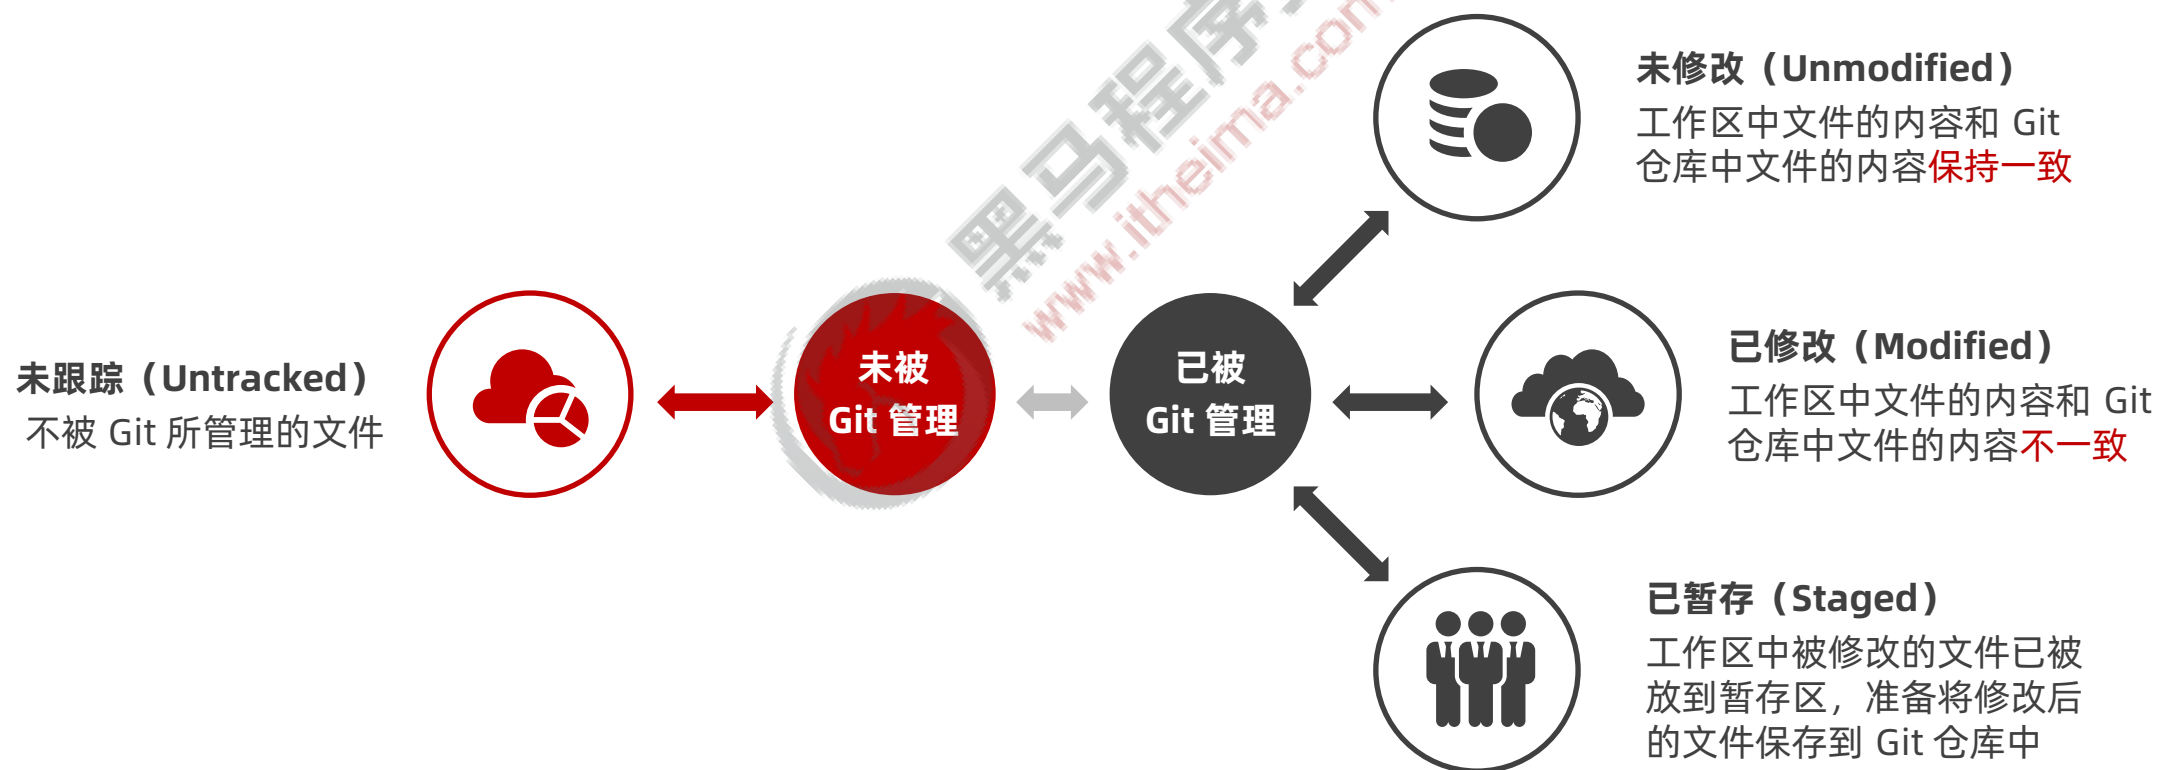 未跟踪（Untracked）
不被 Git 所管理的文件
未被
Git 管理
已被
Git 管理
未修改（Unmodified）
工作区中文件的内容和 Git
仓库中文件的内容保持一致
已修改（Modified）
工作区中文件的内容和 Git
仓库中文件的内容不一致
已暂存（Staged）
工作区中被修改的文件已被
放到暂存区，准备将修改后
的文件保存到 Git 仓库中
黑马程序
www.itheima.com